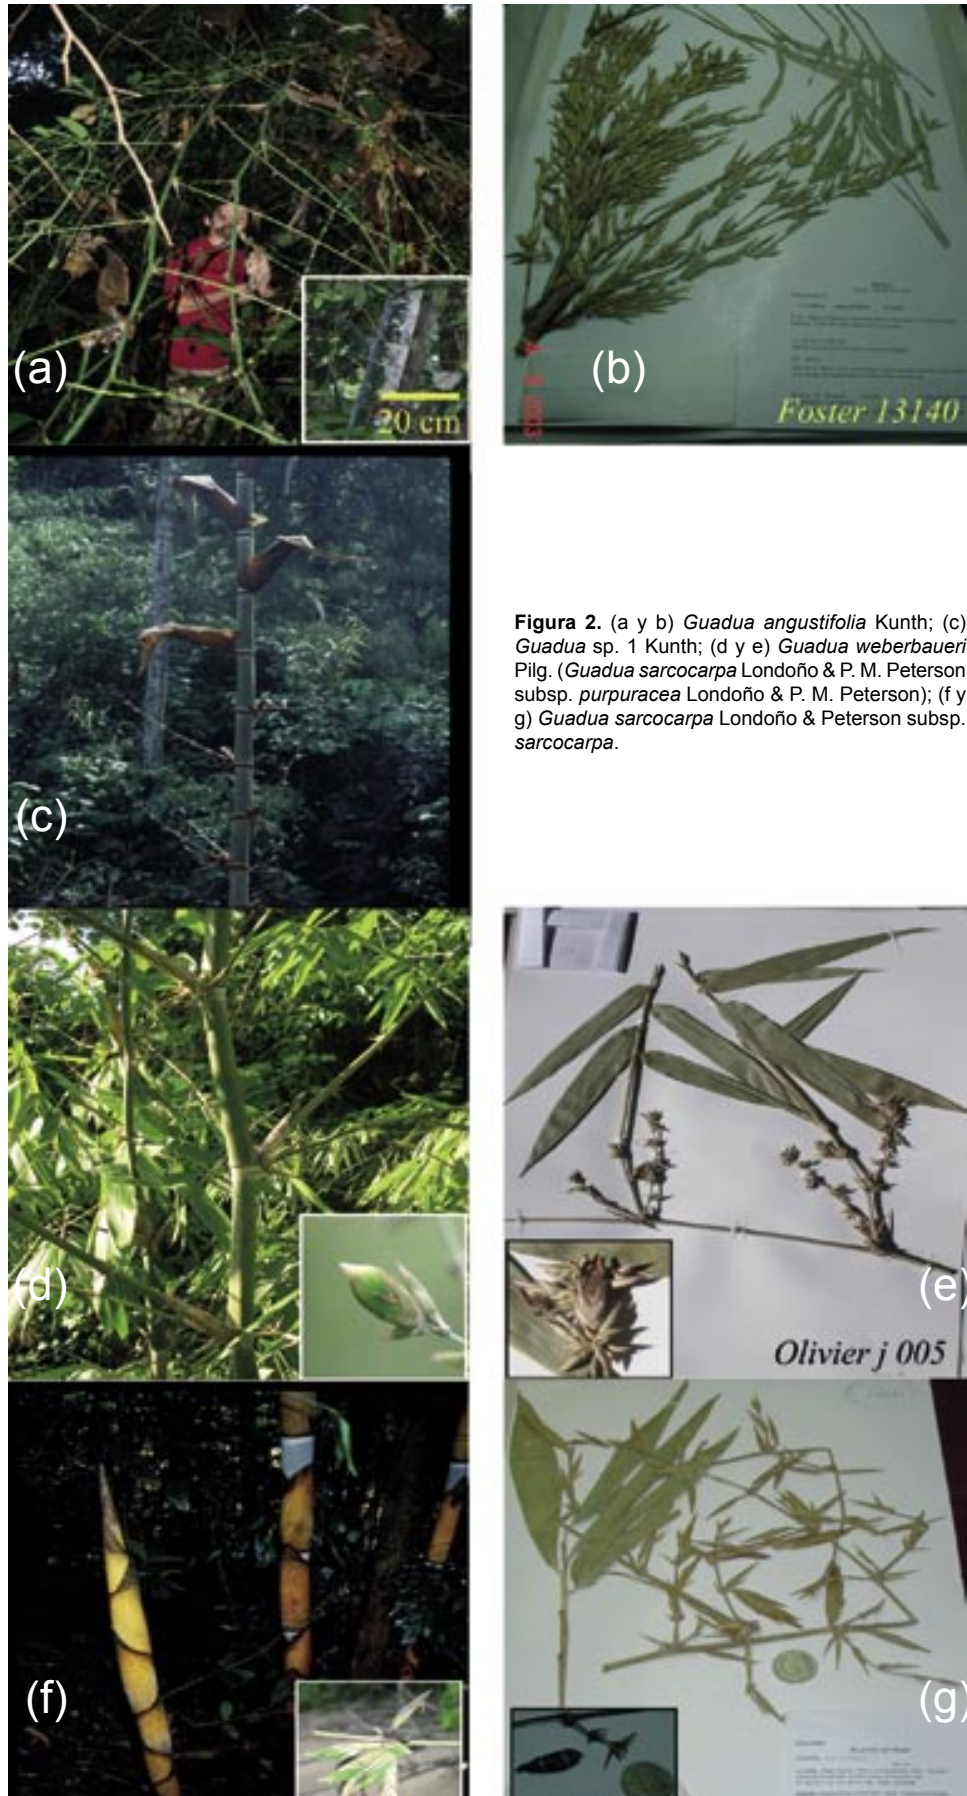 (a)
20 cm
(b)
Foster 13140
(c)
Figura 2. (a y b) Guadua angustifolia Kunth; (c)
Guadua sp. 1 Kunth; (d y e) Guadua weberbaueri
Pilg. (Guadua sarcocarpa Londoño & P. M. Peterson
subsp. purpuracea Londoño & P. M. Peterson); (f y
g) Guadua sarcocarpa Londoño & Peterson subsp.
sarcocarpa.
(d)
(e)
Olivier j 005
(f)
(g)